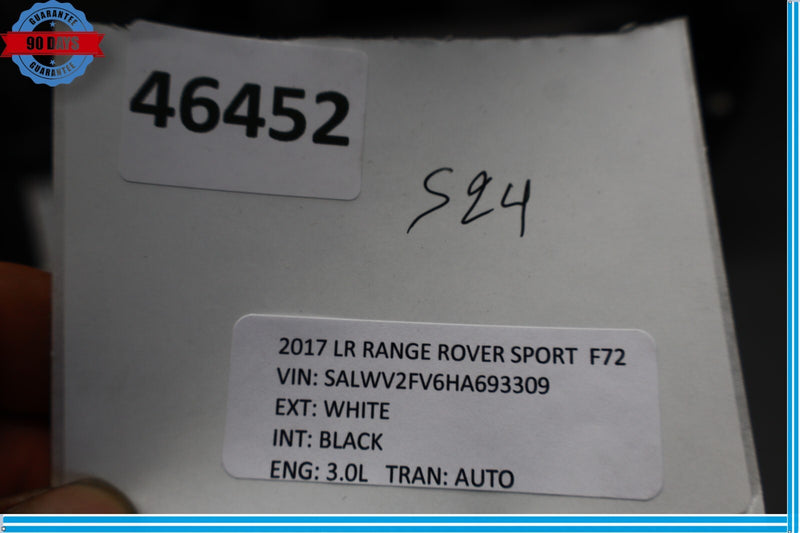 GUARANTEE
90 DAYS
GUARANTEE
46452
S24
2017 LR RANGE ROVER SPORT F72
VIN: SALWV2FV6HA693309
EXT: WHITE
INT: BLACK
ENG: 3.0L TRAN: AUTO